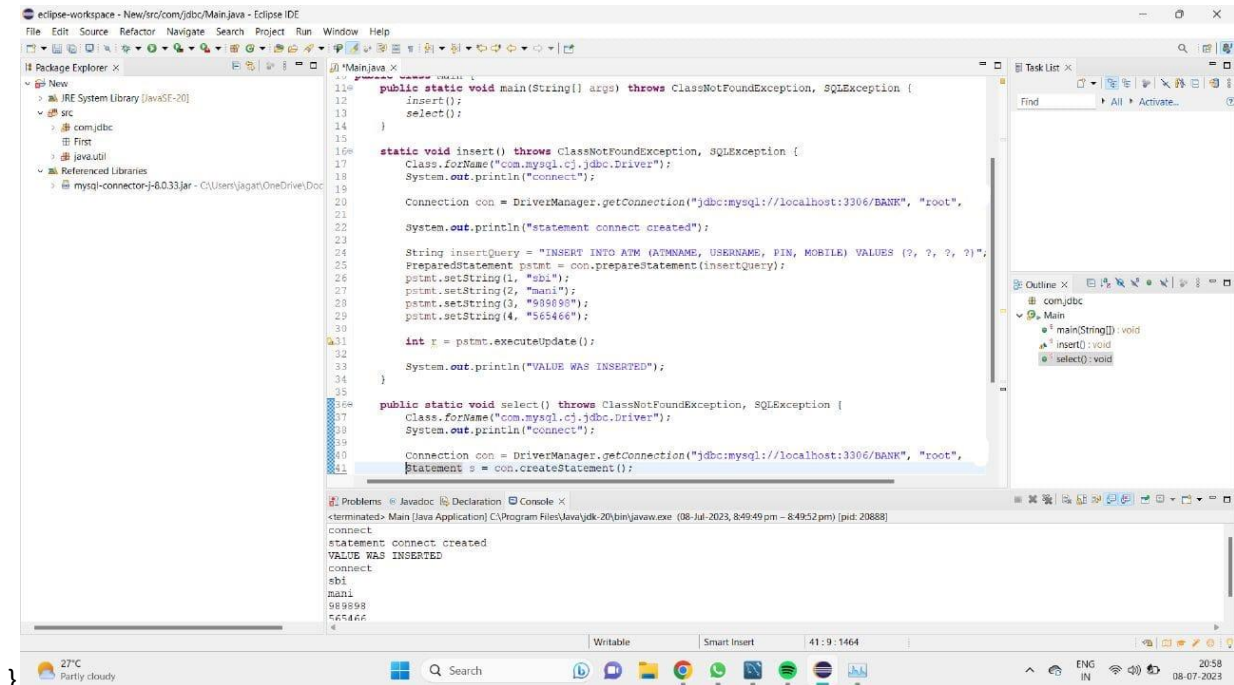 eclipse-workspace - New/src/com/jdbc/Main.java - Eclipse IDE
File Edit Source Refactor Navigate Search Project Run Window Help
Package Explorer
New
JRE System Library [JavaSE-20]
src
com.jdbc
First
java.util
Referenced Libraries
mysql-connector-j-8.0.33.jar - C:\Users\jagat\OneDrive\Doc
*Main.java
10 public class Main {
11 public static void main(String[] args) throws ClassNotFoundException, SQLException {
12 insert();
13 select();
14 }
15
16 static void insert() throws ClassNotFoundException, SQLException {
17 Class.forName("com.mysql.cj.jdbc.Driver");
18 System.out.println("connect");
19
20 Connection con = DriverManager.getConnection("jdbc:mysql://localhost:3306/BANK", "root",
21
22 System.out.println("statement connect created");
23
24 String insertQuery = "INSERT INTO ATM (ATMNAME, USERNAME, PIN, MOBILE) VALUES (?, ?, ?, ?)";
25 PreparedStatement pstmt = con.prepareStatement(insertQuery);
26 pstmt.setString(1, "sbi");
27 pstmt.setString(2, "mani");
28 pstmt.setString(3, "989898");
29 pstmt.setString(4, "565466");
30
31 int r = pstmt.executeUpdate();
32
33 System.out.println("VALUE WAS INSERTED");
34 }
35
36 public static void select() throws ClassNotFoundException, SQLException {
37 Class.forName("com.mysql.cj.jdbc.Driver");
38 System.out.println("connect");
39
40 Connection con = DriverManager.getConnection("jdbc:mysql://localhost:3306/BANK", "root",
41 Statement s = con.createStatement();
Task List
Find All Activate...
Outline
com.jdbc
Main
main(String[]) : void
insert() : void
select() : void
Problems Javadoc Declaration Console
<terminated> Main [Java Application] C:\Program Files\Java\jdk-20\bin\javaw.exe (08-Jul-2023, 8:49:49 pm – 8:49:52 pm) [pid: 20888]
connect
statement connect created
VALUE WAS INSERTED
connect
sbi
mani
989898
565466
Writable Smart Insert 41 : 9 : 1464
}
27°C
Partly cloudy
Search
ENG
IN
20:58
08-07-2023